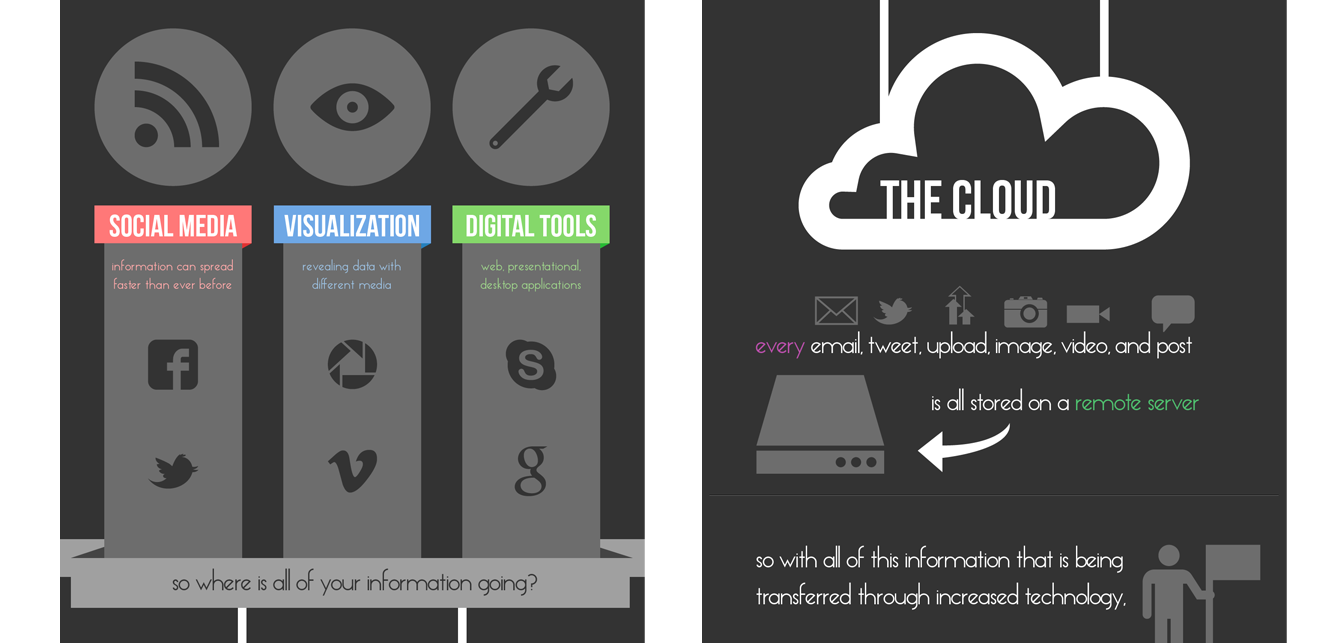 SOCIAL MEDIA
information can spread
faster than ever before
VISUALIZATION
revealing data with
different media
DIGITAL TOOLS
web, presentational,
desktop applications
so where is all of your information going?
THE CLOUD
every email, tweet, upload, image, video, and post
is all stored on a remote server
so with all of this information that is being
transferred through increased technology,